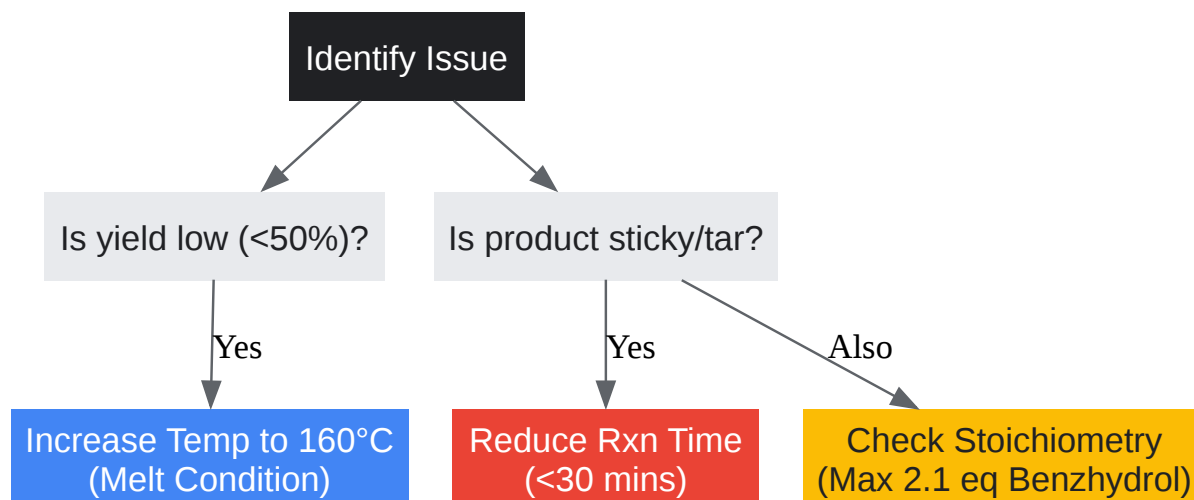 Identify Issue
Is yield low (<50%)?
Is product sticky/tar?
Yes
Yes
Also
Increase Temp to 160°C
(Melt Condition)
Reduce Rxn Time
(<30 mins)
Check Stoichiometry
(Max 2.1 eq Benzhydrol)